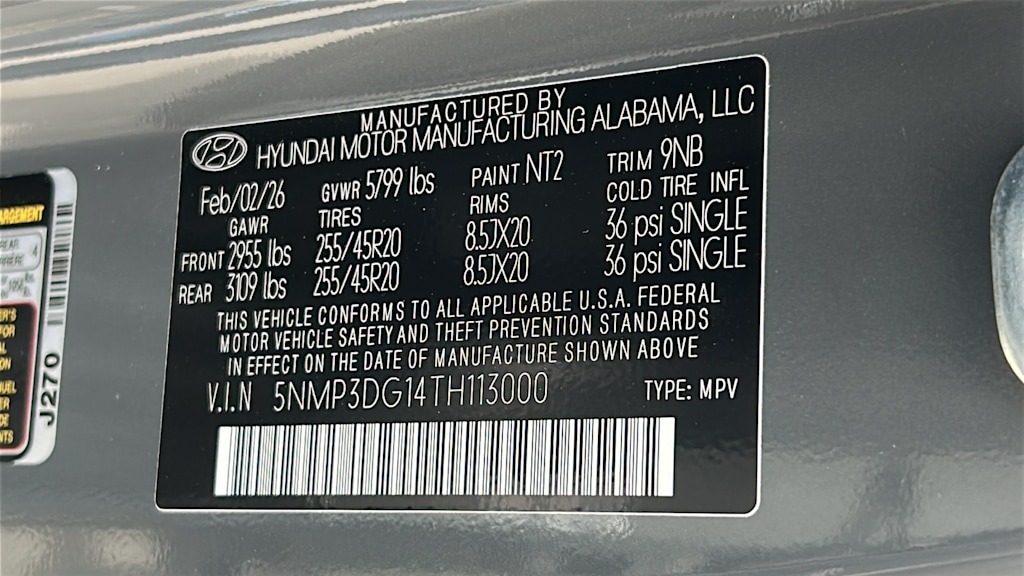 MANUFACTURED BY
HYUNDAI MOTOR MANUFACTURING ALABAMA, LLC
Feb/02/26 GVWR 5799 lbs PAINT NT2 TRIM 9NB
GAWR TIRES RIMS COLD TIRE INFL
FRONT 2955 lbs 255/45R20 8.5JX20 36 psi SINGLE
REAR 3109 lbs 255/45R20 8.5JX20 36 psi SINGLE
THIS VEHICLE CONFORMS TO ALL APPLICABLE U.S.A. FEDERAL
MOTOR VEHICLE SAFETY AND THEFT PREVENTION STANDARDS
IN EFFECT ON THE DATE OF MANUFACTURE SHOWN ABOVE
V.I.N 5NMP3DG14TH113000 TYPE: MPV
J270